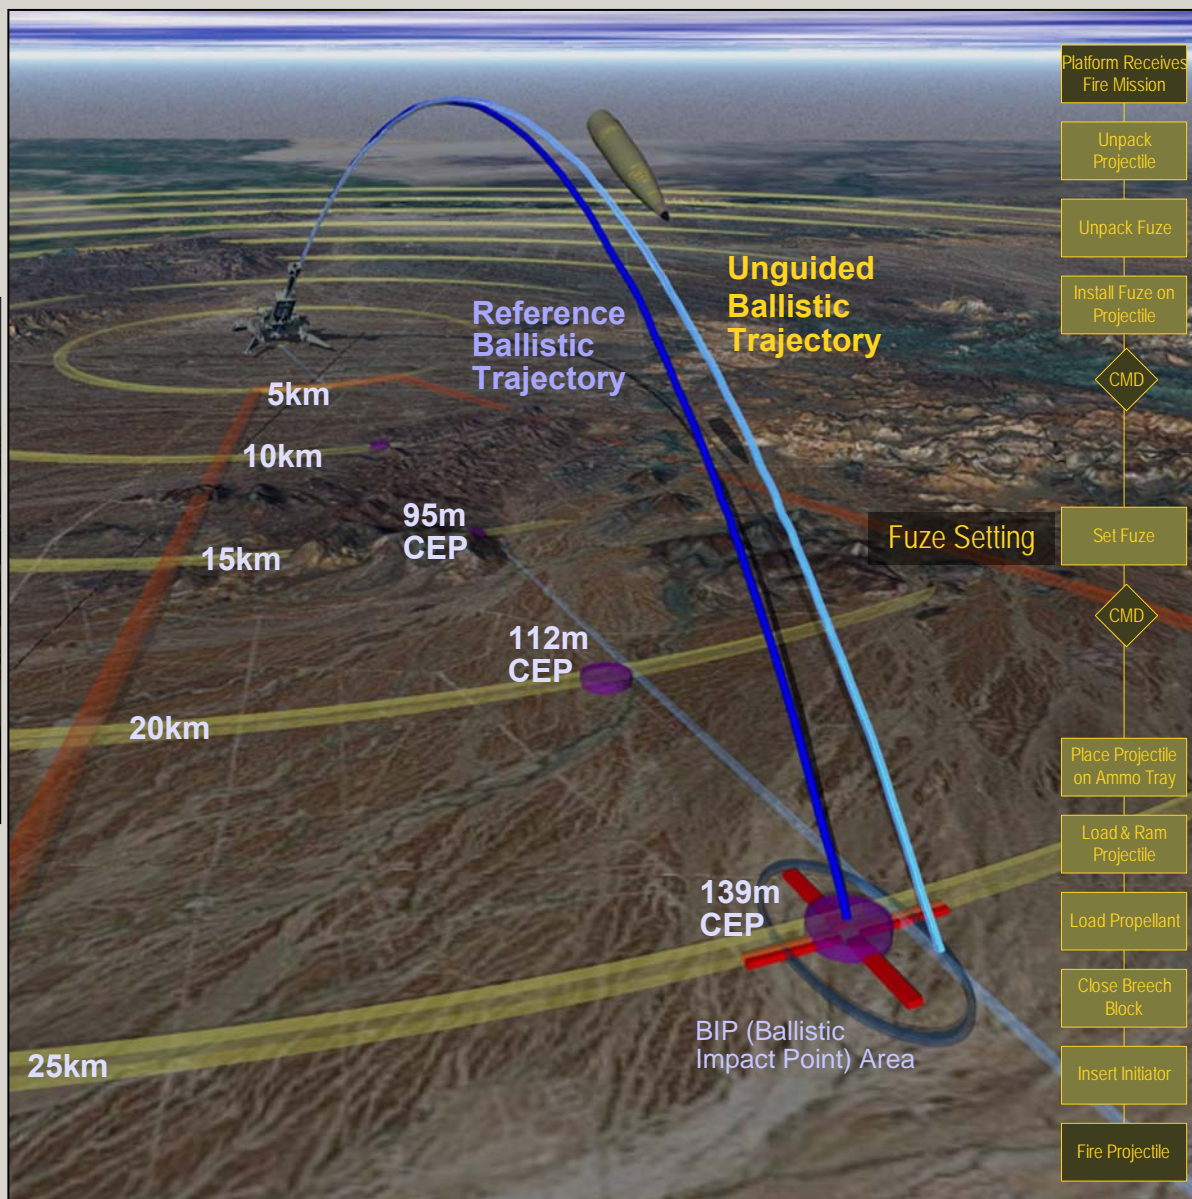 Platform Receives
Fire Mission
Unpack
Projectile
Unpack Fuze
Install Fuze on
Projectile
CMD
Fuze Setting
Set Fuze
CMD
Place Projectile
on Ammo Tray
Load & Ram
Projectile
Load Propellant
Close Breech
Block
Insert Initiator
Fire Projectile
Unguided
Ballistic
Trajectory
Reference
Ballistic
Trajectory
5km
10km
95m
CEP
15km
112m
CEP
20km
139m
CEP
BIP (Ballistic
Impact Point) Area
25km